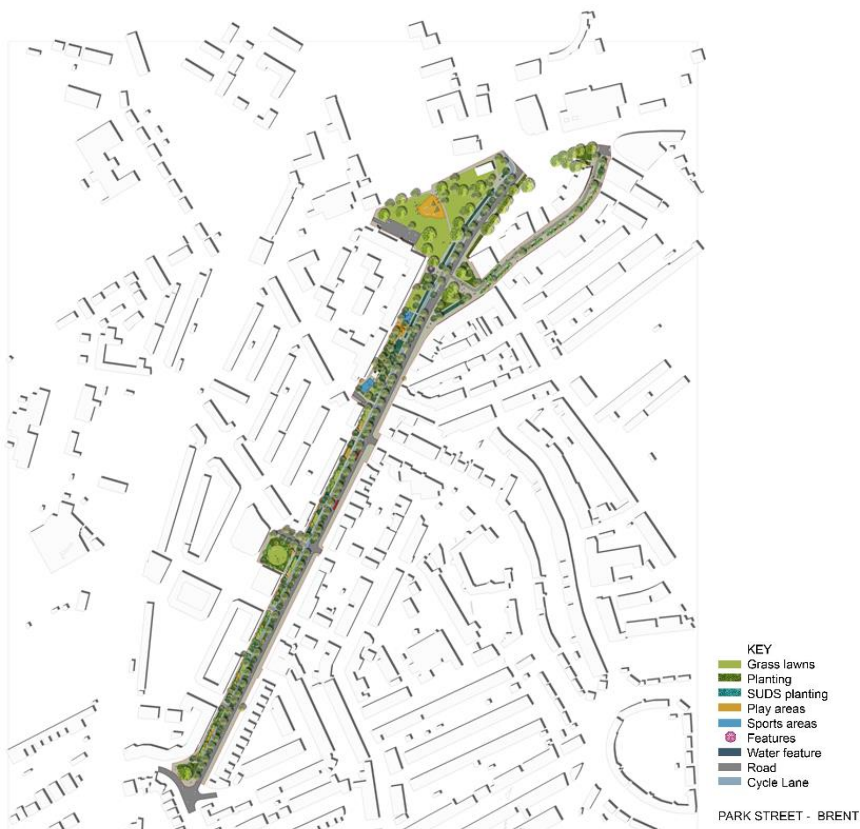 KEY
Grass lawns
Planting
SUDS planting
Play areas
Sports areas
Features
Water feature
Road
Cycle Lane
PARK STREET - BRENT